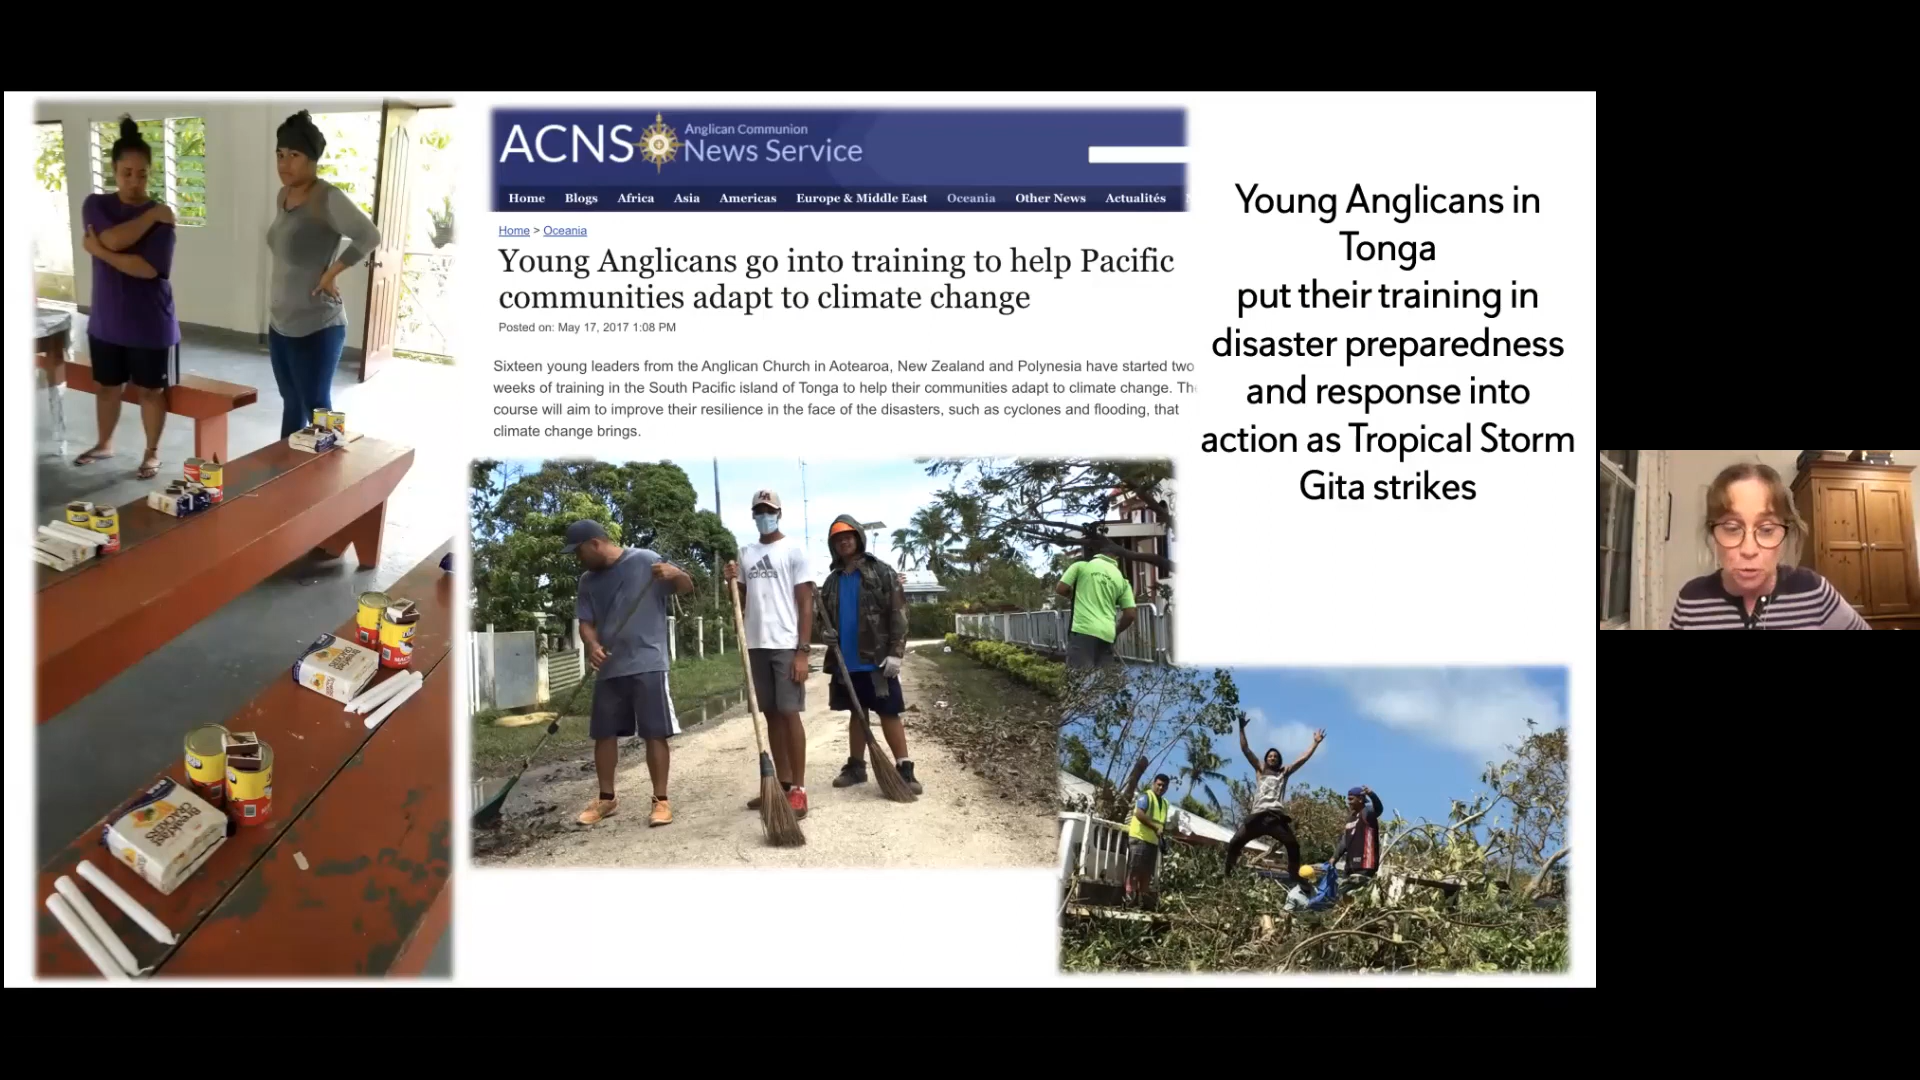 ACNS Anglican Communion
News Service
Home Blogs Africa Asia Americas Europe & Middle East Oceania Other News Actualités
Home > Oceania
Young Anglicans go into training to help Pacific
communities adapt to climate change
Posted on: May 17, 2017 1:08 PM
Sixteen young leaders from the Anglican Church in Aotearoa, New Zealand and Polynesia have started two
weeks of training in the South Pacific island of Tonga to help their communities adapt to climate change. The
course will aim to improve their resilience in the face of the disasters, such as cyclones and flooding, that
climate change brings.
Young Anglicans in
Tonga
put their training in
disaster preparedness
and response into
action as Tropical Storm
Gita strikes
adidas